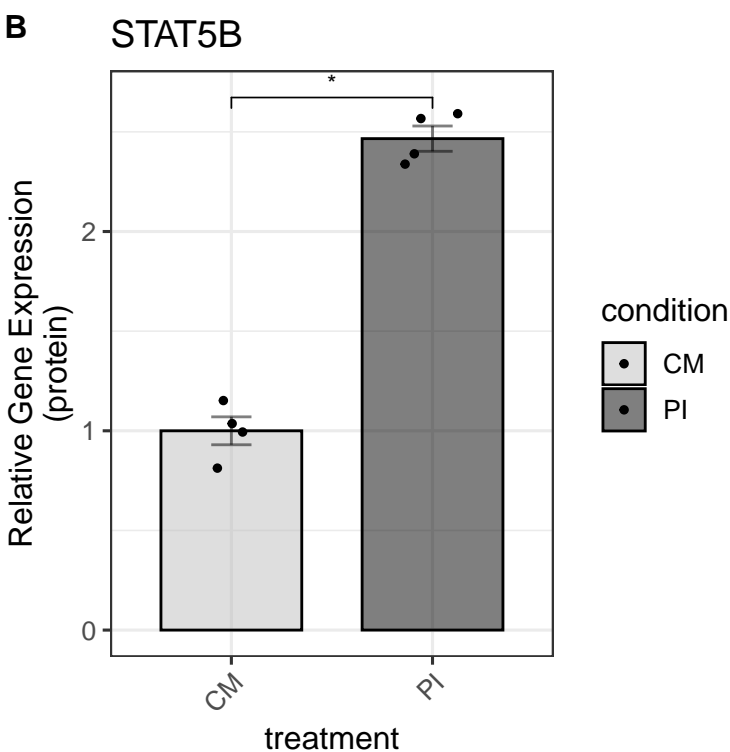 B
STAT5B
*
Relative Gene Expression
(protein)
2
1
0
CM
PI
treatment
condition
CM
PI